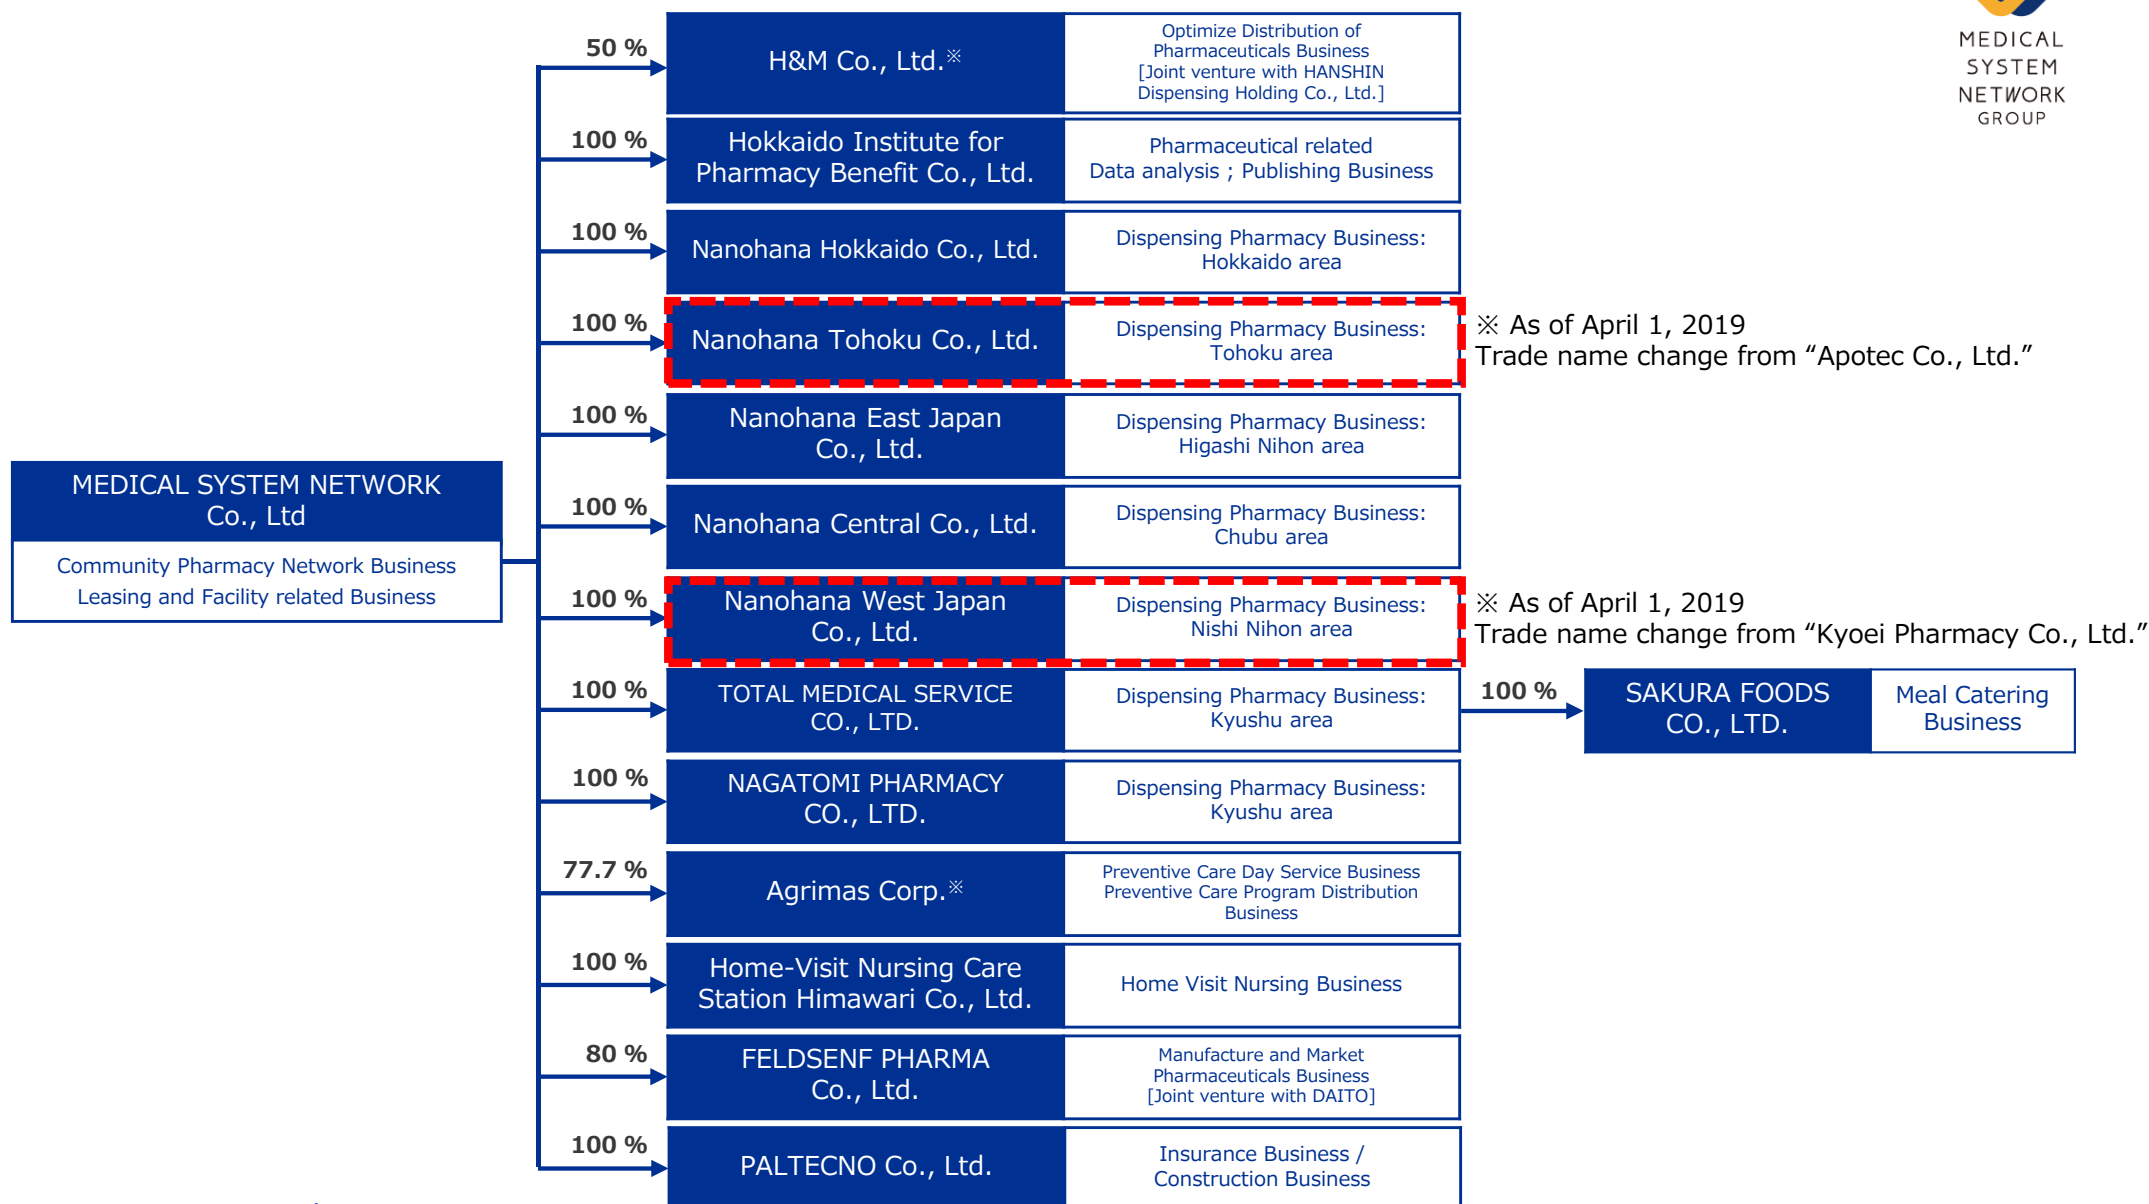 MEDICAL
SYSTEM
NETWORK
GROUP
50 %
H&M Co., Ltd.※
Optimize Distribution of
Pharmaceuticals Business
[Joint venture with HANSHIN
Dispensing Holding Co., Ltd.]
100 %
Hokkaido Institute for
Pharmacy Benefit Co., Ltd.
Pharmaceutical related
Data analysis ; Publishing Business
100 %
Nanohana Hokkaido Co., Ltd.
Dispensing Pharmacy Business:
Hokkaido area
100 %
Nanohana Tohoku Co., Ltd.
Dispensing Pharmacy Business:
Tohoku area
※ As of April 1, 2019
Trade name change from “Apotec Co., Ltd.”
100 %
Nanohana East Japan
Co., Ltd.
Dispensing Pharmacy Business:
Higashi Nihon area
MEDICAL SYSTEM NETWORK
Co., Ltd
Community Pharmacy Network Business
Leasing and Facility related Business
100 %
Nanohana Central Co., Ltd.
Dispensing Pharmacy Business:
Chubu area
100 %
Nanohana West Japan
Co., Ltd.
Dispensing Pharmacy Business:
Nishi Nihon area
※ As of April 1, 2019
Trade name change from “Kyoei Pharmacy Co., Ltd.”
100 %
TOTAL MEDICAL SERVICE
CO., LTD.
Dispensing Pharmacy Business:
Kyushu area
100 %
SAKURA FOODS
CO., LTD.
Meal Catering
Business
100 %
NAGATOMI PHARMACY
CO., LTD.
Dispensing Pharmacy Business:
Kyushu area
77.7 %
Agrimas Corp.※
Preventive Care Day Service Business
Preventive Care Program Distribution
Business
100 %
Home-Visit Nursing Care
Station Himawari Co., Ltd.
Home Visit Nursing Business
80 %
FELDSENF PHARMA
Co., Ltd.
Manufacture and Market
Pharmaceuticals Business
[Joint venture with DAITO]
100 %
PALTECNO Co., Ltd.
Insurance Business /
Construction Business